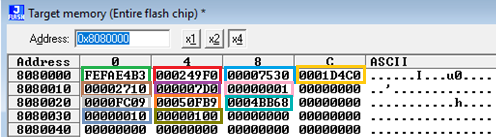 Target memory (Entire flash chip) *
Address: 0x8080000 x1 x2 x4
Address 0 4 8 C ASCII
8080000 FEFAE4B3 000249F0 00007530 0001D4C0 ......I..u0.....
8080010 00002710 000007D0 00000001 00000000 .'..............
8080020 0000FC09 00050FB9 0004BB68 00000000 ........h.......
8080030 00000010 00000100 00000000 00000000 ................
8080040 00000000 00000000 00000000 00000000 ................